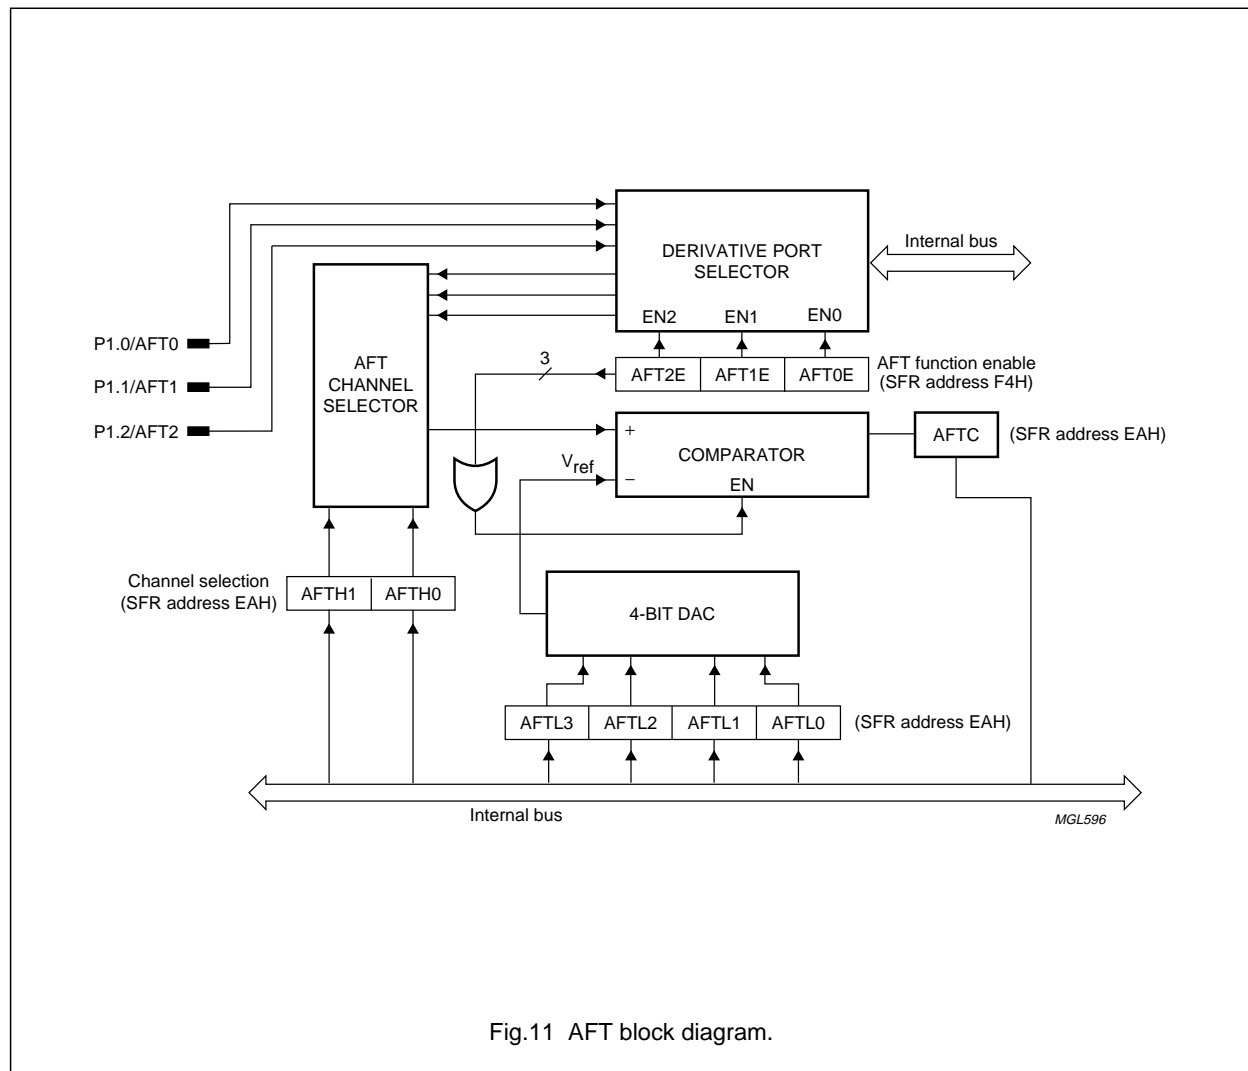 Internal bus
DERIVATIVE PORT
SELECTOR
EN2 EN1 EN0
P1.0/AFT0
P1.1/AFT1
P1.2/AFT2
AFT
CHANNEL
SELECTOR
3
AFT2E AFT1E AFT0E
AFT function enable
(SFR address F4H)
+
COMPARATOR
Vref
−
EN
AFTC
(SFR address EAH)
Channel selection
(SFR address EAH)
AFTH1 AFTH0
4-BIT DAC
AFTL3 AFTL2 AFTL1 AFTL0
(SFR address EAH)
Internal bus
MGL596
Fig.11 AFT block diagram.